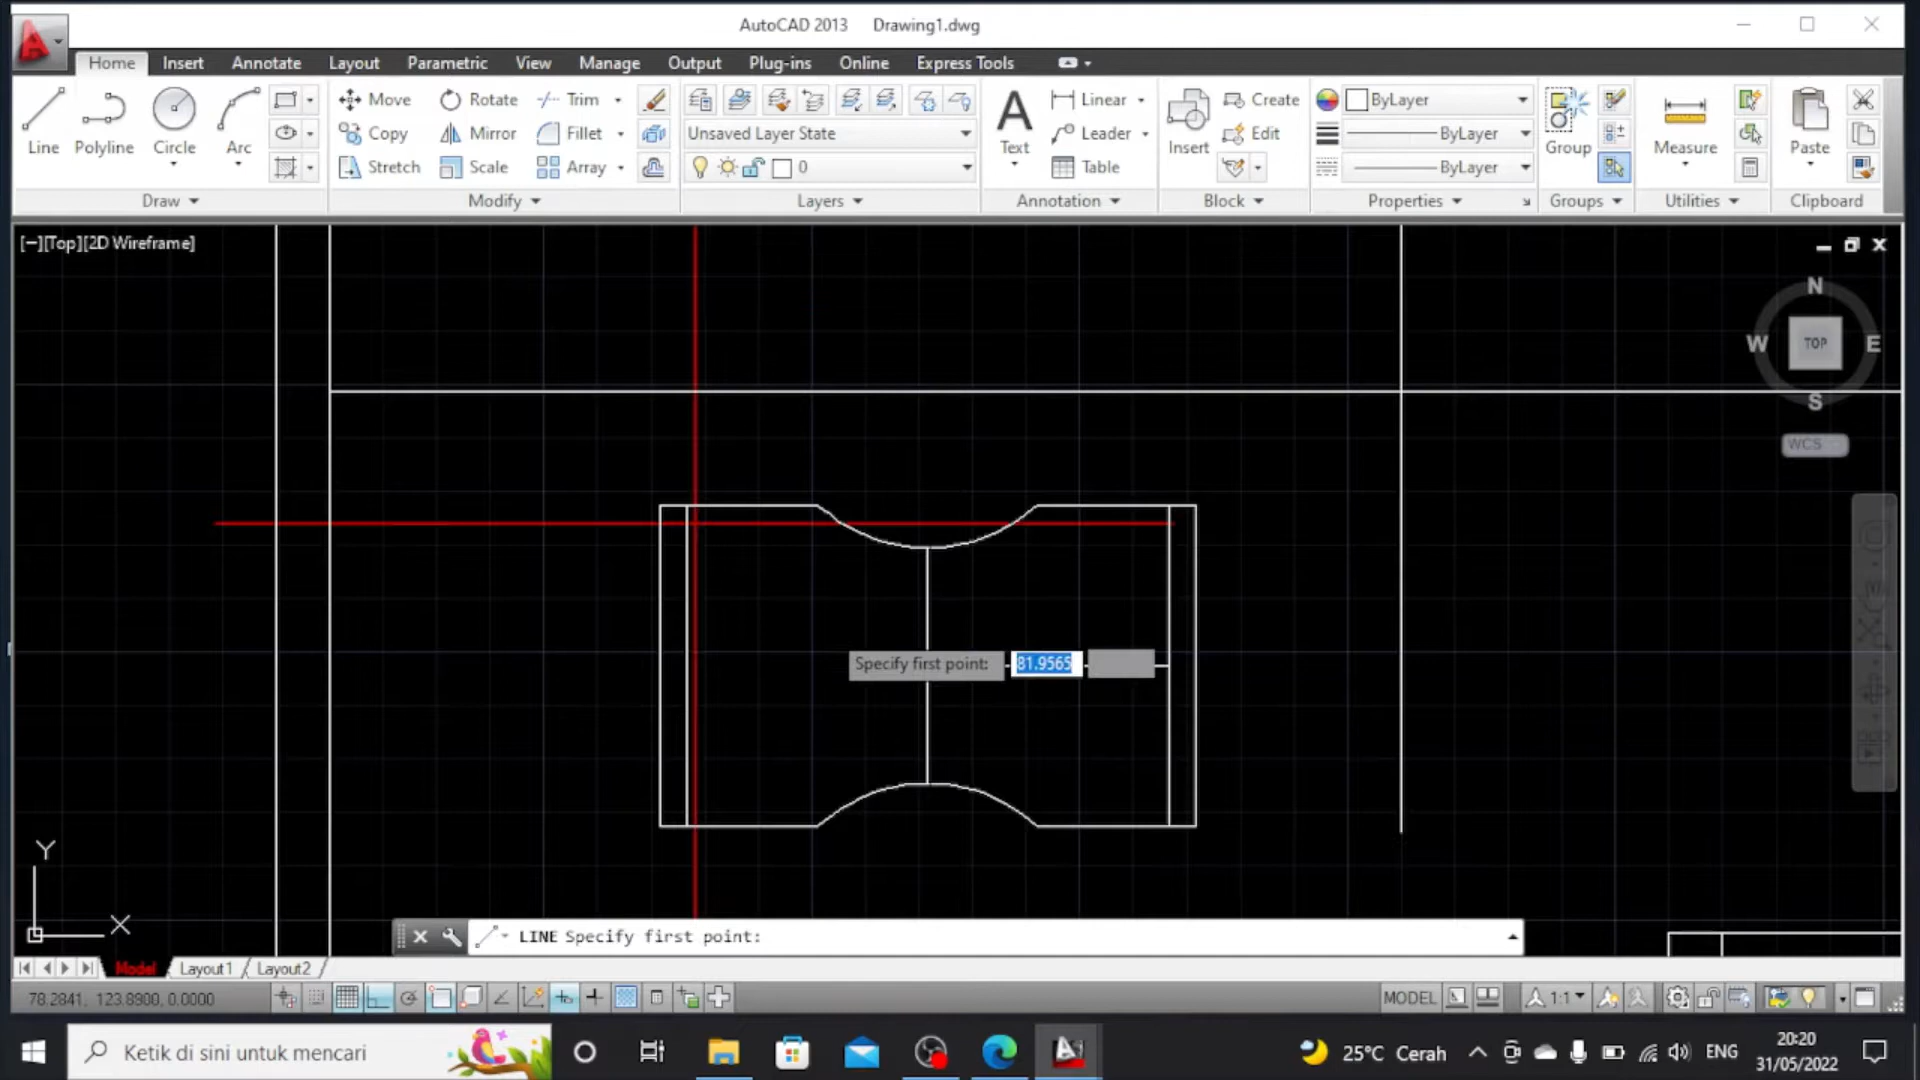 AutoCAD 2013 Drawing1.dwg
Home Insert Annotate Layout Parametric View Manage Output Plug-ins Online Express Tools
Move Rotate Trim Unsaved Layer State Linear Create ByLayer
Line Polyline Circle Arc Copy Mirror Fillet Text Leader Insert Edit ByLayer Group Measure Paste
Stretch Scale Array 0 Table ByLayer
Draw Modify Layers Annotation Block Properties Groups Utilities Clipboard
[−][Top][2D Wireframe]
N
W TOP E
S
WCS
Specify first point: 81.9565
Y
X
LINE Specify first point:
Model Layout1 Layout2
78.2841, 123.8900, 0.0000 MODEL 1:1
Ketik di sini untuk mencari 25°C Cerah ENG 20:20
31/05/2022